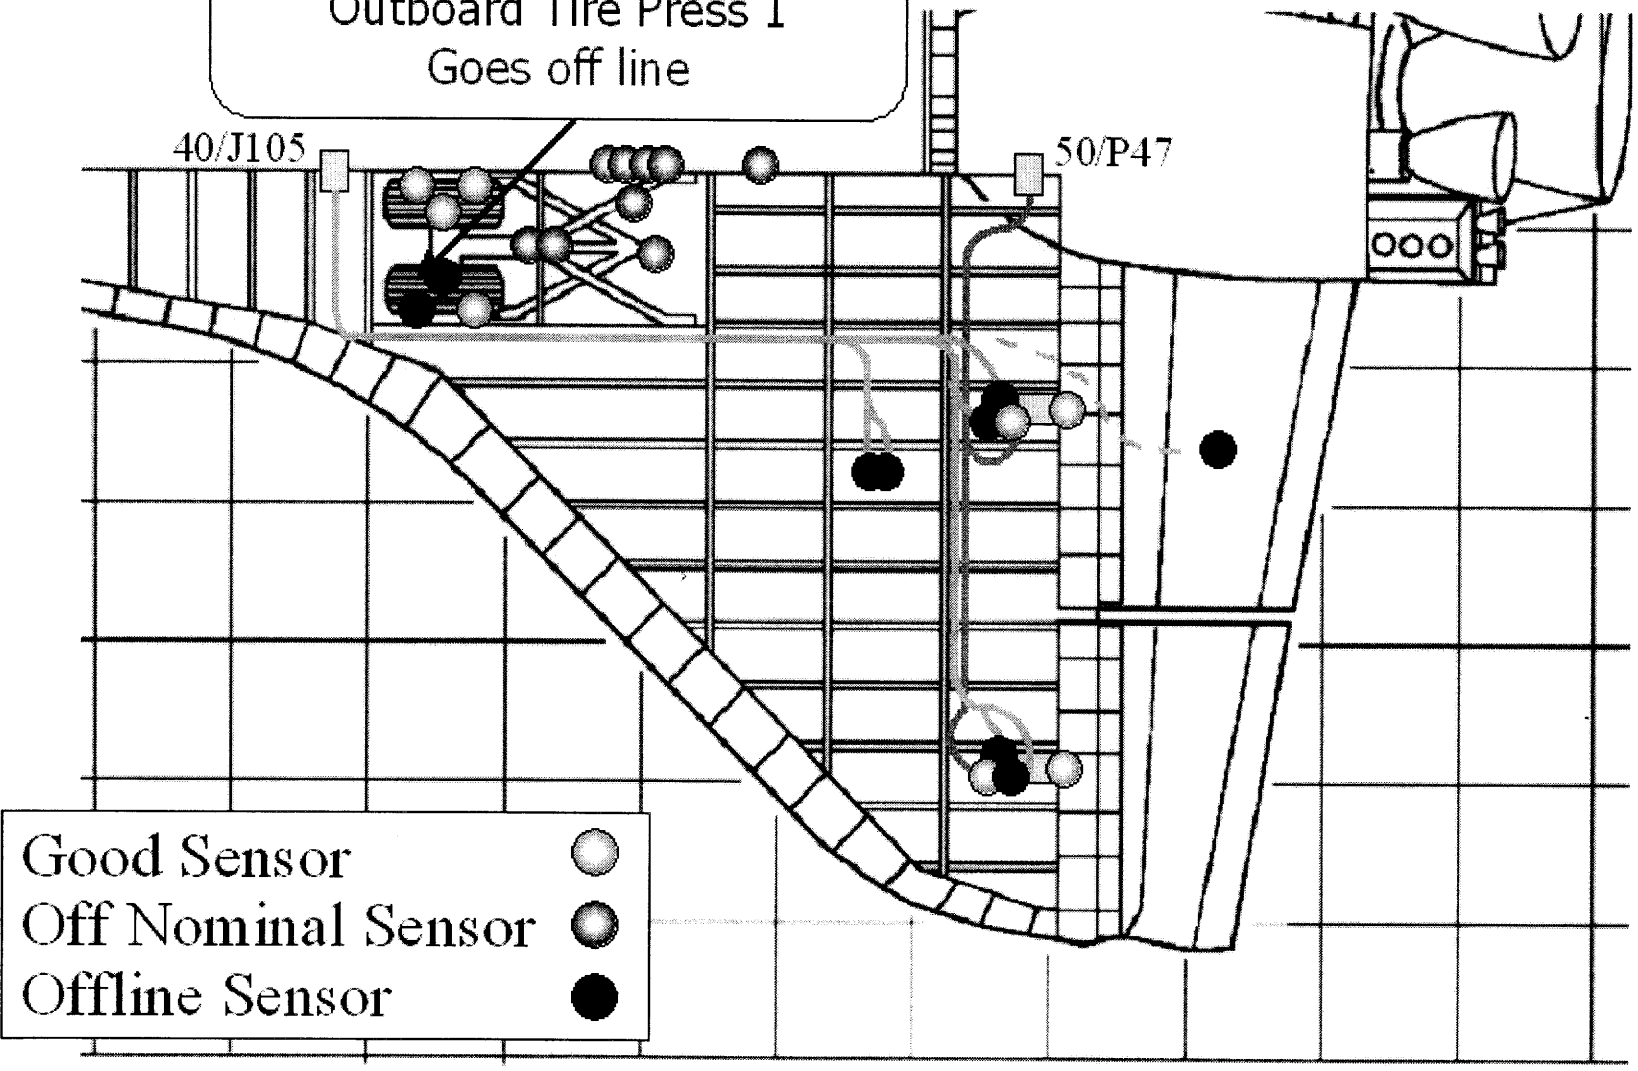 Outboard Tire Press 1
Goes off line
40/J105
50/P47
Good Sensor
Off Nominal Sensor
Offline Sensor